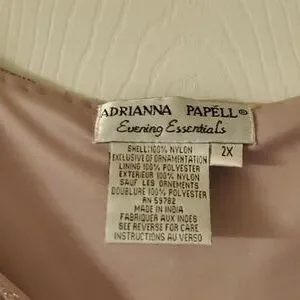 ADRIANNA PAPELL®
Evening Essentials
2X
SHELL:100% NYLON
EXCLUSIVE OF ORNAMENTATION
LINING 100% POLYESTER
EXTERIEUR 100% NYLON
SAUF LES ORNEMENTS
DOUBLURE 100% POLYESTER
RN 59782
MADE IN INDIA
FABRIQUER AUX INDES
SEE REVERSE FOR CARE
INSTRUCTIONS AU VERSO